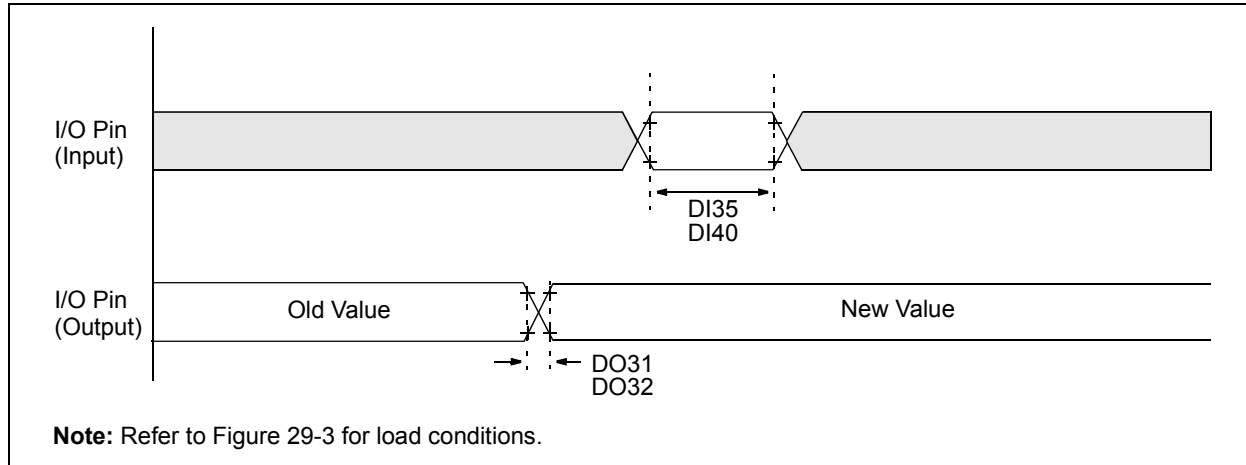 I/O Pin
(Input)
DI35
DI40
I/O Pin
(Output)
Old Value
New Value
DO31
DO32
Note: Refer to Figure 29-3 for load conditions.